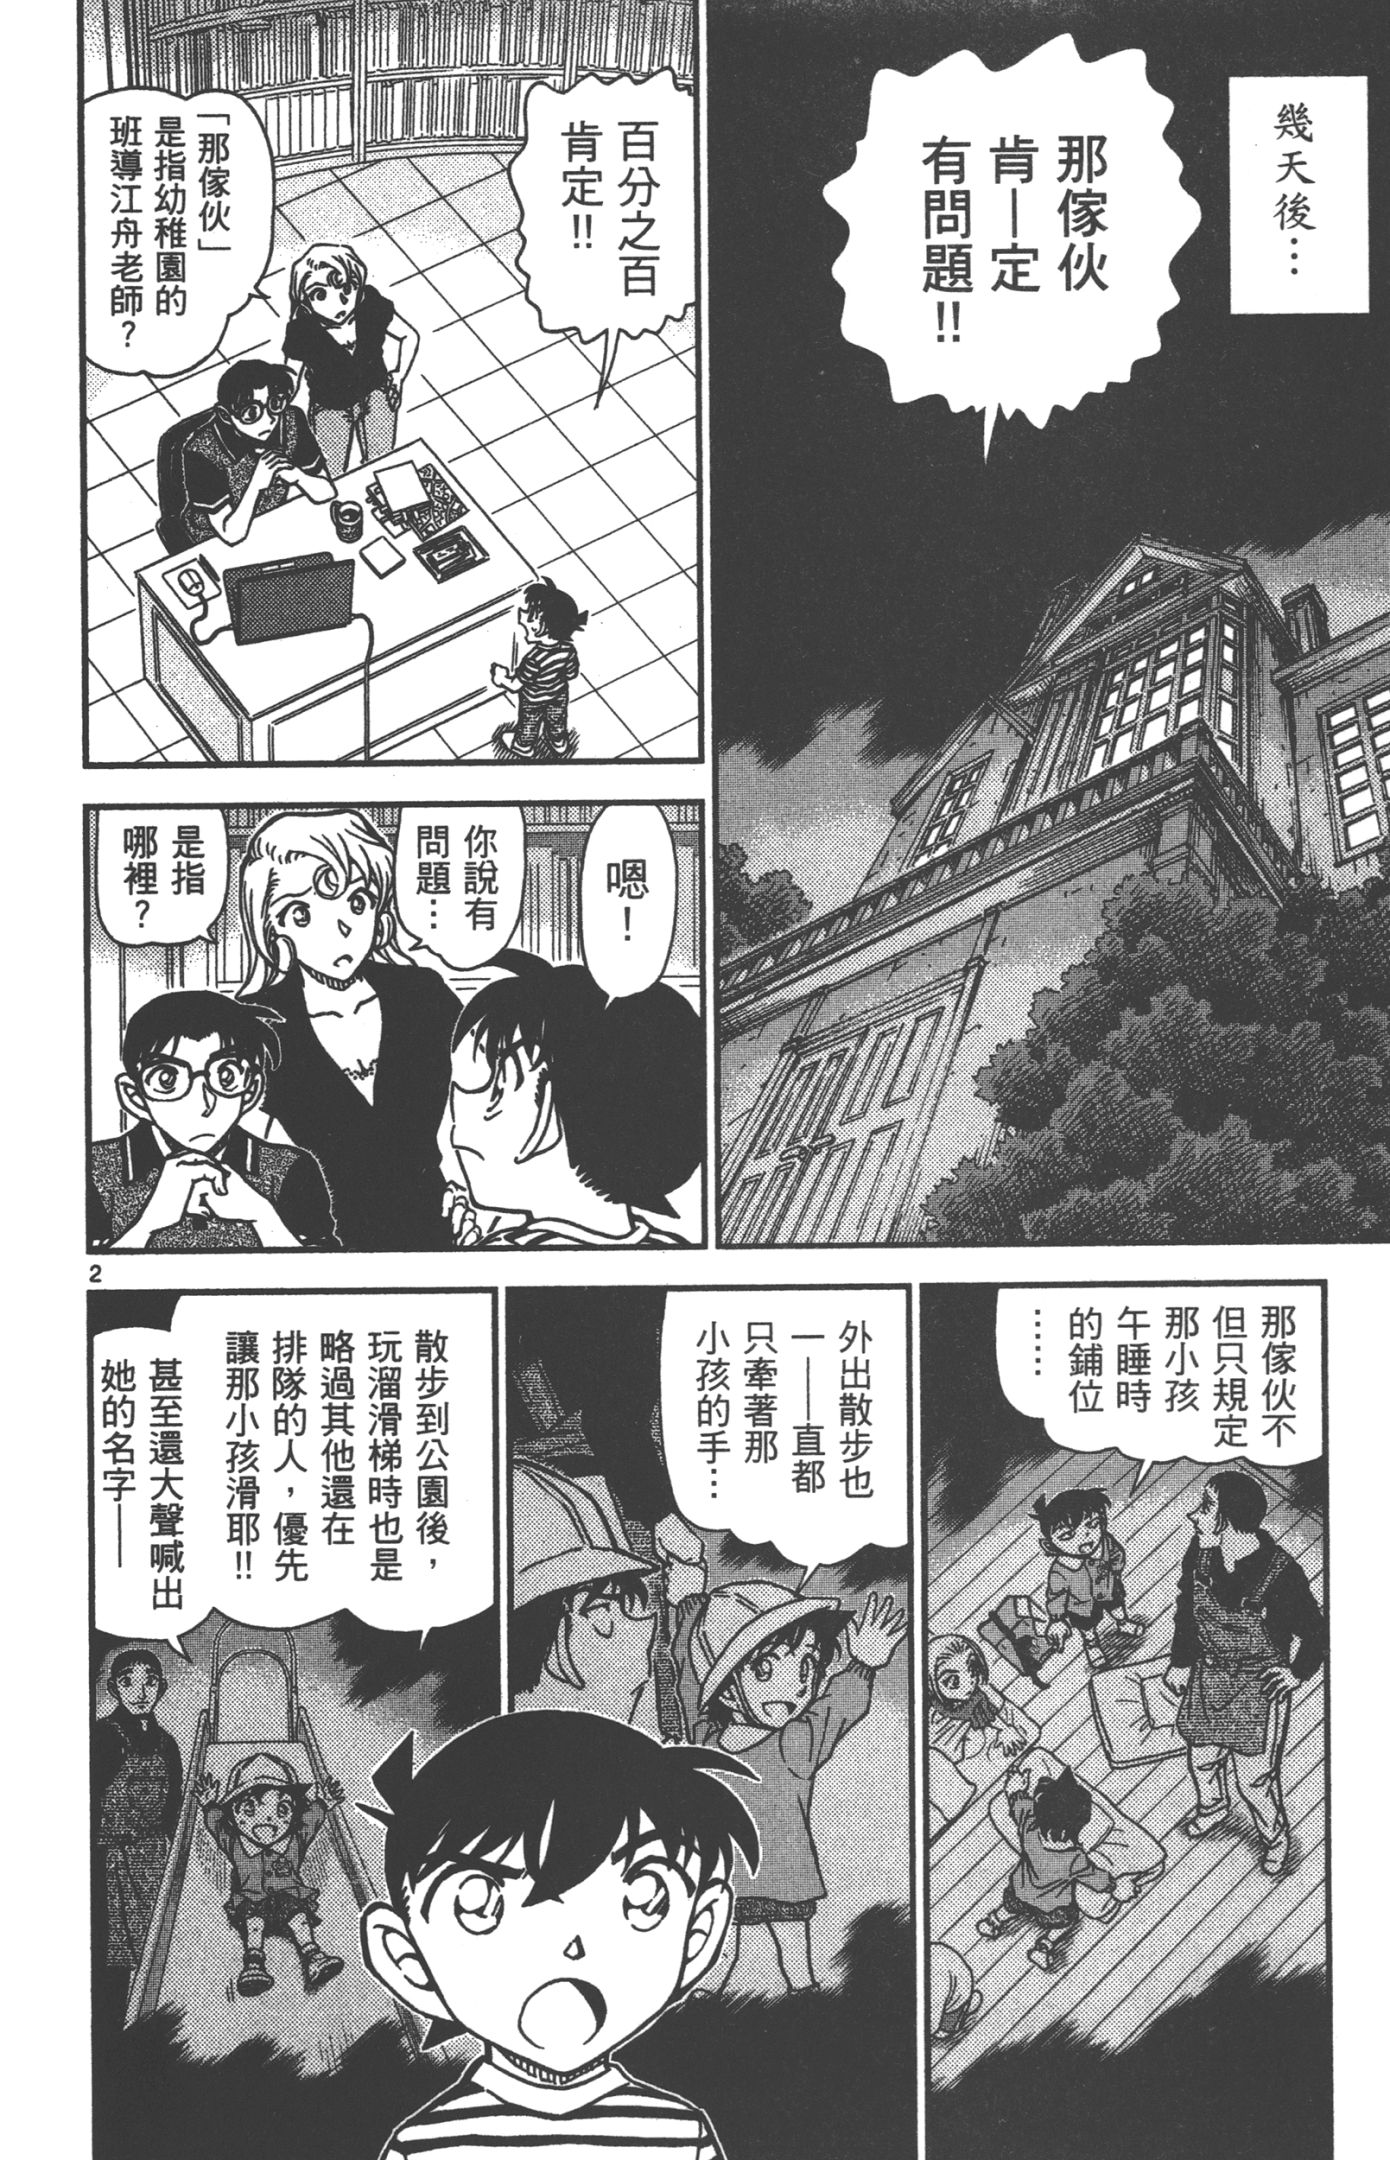 幾天後…
那傢伙
肯—定
有問題!!
百分之百
肯定!!
「那傢伙」
是指幼稚園的
班導江舟老師?
嗯!
你說有
問題…
是指
哪裡?
2
那傢伙不
但只規定
那小孩
午睡時
的鋪位
……
外出散步也
一——直都
只牽著那
小孩的手…
散步到公園後,
玩溜滑梯時也是
略過其他還在
排隊的人,優先
讓那小孩滑耶!!
甚至還大聲喊出
她的名字——